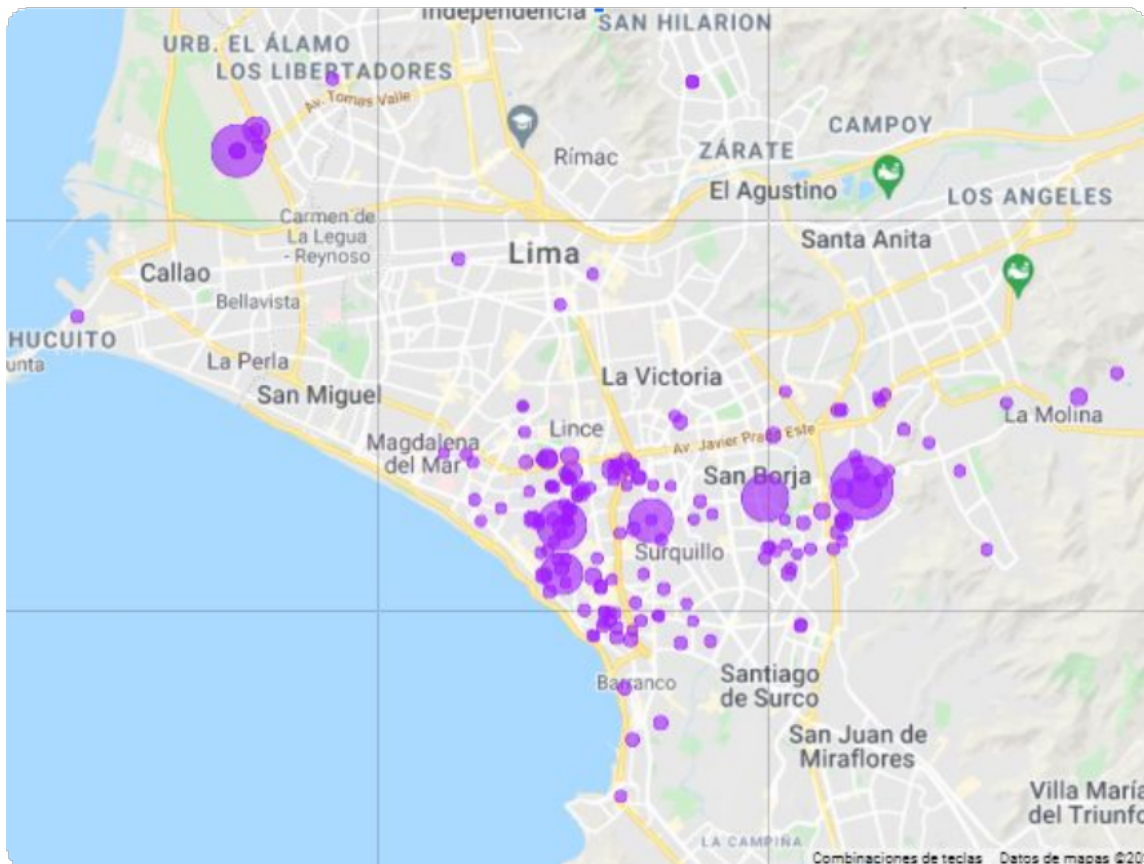 Independencia
SAN HILARION
URB. EL ÁLAMO
LOS LIBERTADORES
Av. Tomas Valle
CAMPOY
Rímac
ZÁRATE
El Agustino
LOS ANGELES
Carmen de
La Legua
- Reynoso
Lima
Santa Anita
Callao
Bellavista
HUCUITO
unta
La Perla
La Victoria
San Miguel
La Molina
Lince
Magdalena
del Mar
Av. Javier Prado Este
San Borja
Surquillo
Barranco
Santiago
de Surco
San Juan de
Miraflores
Villa María
del Triunfo
LA CAMPIÑA
Combinaciones de teclas Datos de mapas ©20